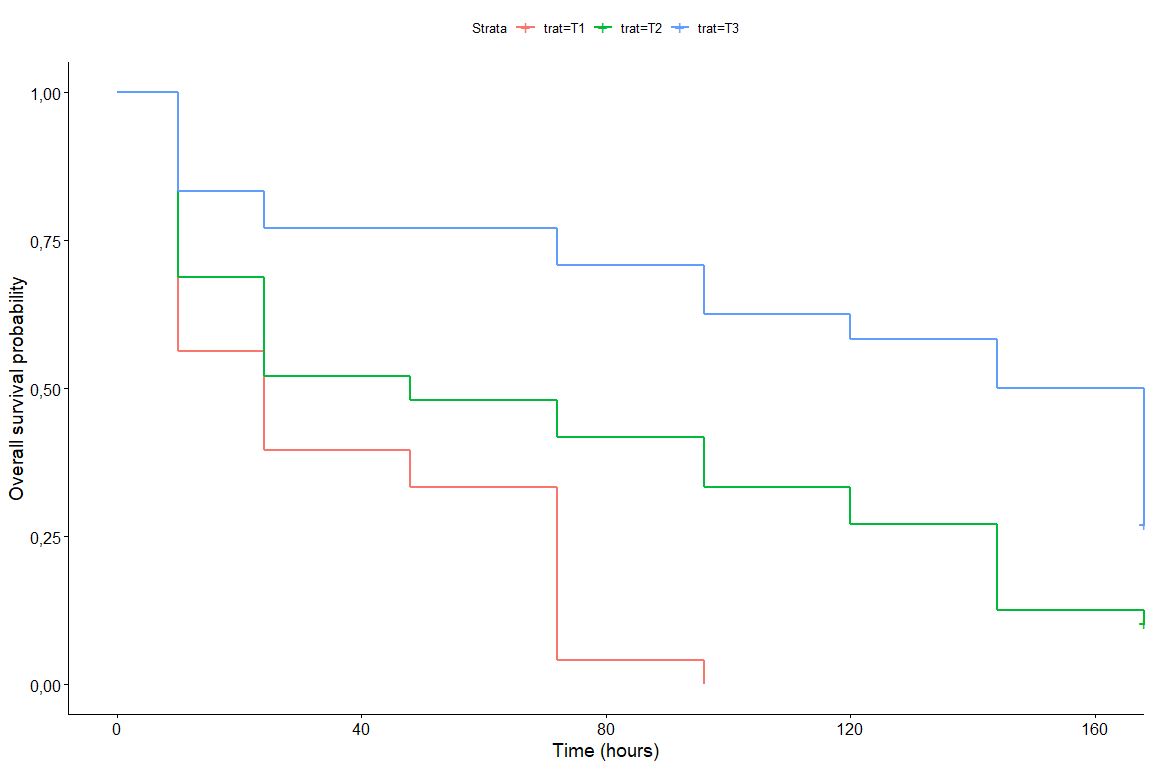 Strata trat=T1 trat=T2 trat=T3
Overall survival probability
1,00
0,75
0,50
0,25
0,00
0 40 80 120 160
Time (hours)